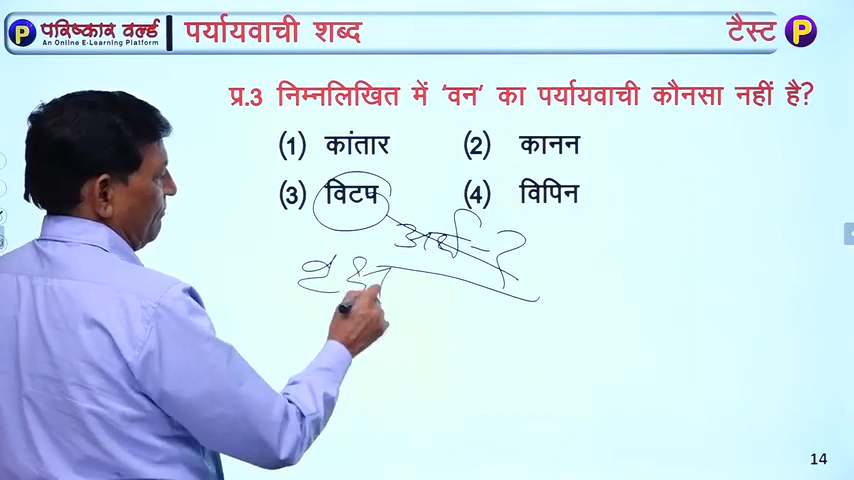 परिष्कार वर्ल्ड
An Online E-Learning Platform
पर्यायवाची शब्द
टैस्ट P
प्र.3 निम्नलिखित में 'वन' का पर्यायवाची कौनसा नहीं है?
(1) कांतार (2) कानन
(3) विटप (4) विपिन
अर्थ-?
वृक्ष
14